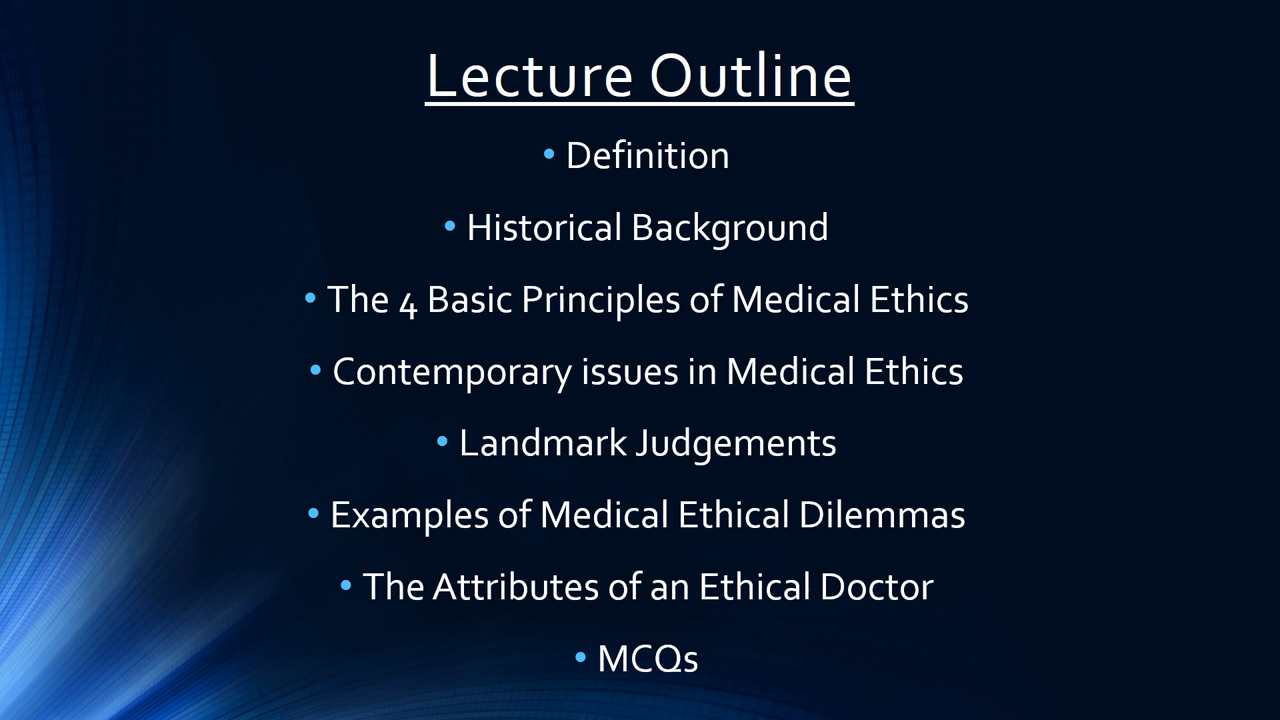 Lecture Outline
• Definition
• Historical Background
• The 4 Basic Principles of Medical Ethics
• Contemporary issues in Medical Ethics
• Landmark Judgements
• Examples of Medical Ethical Dilemmas
• The Attributes of an Ethical Doctor
• MCQs